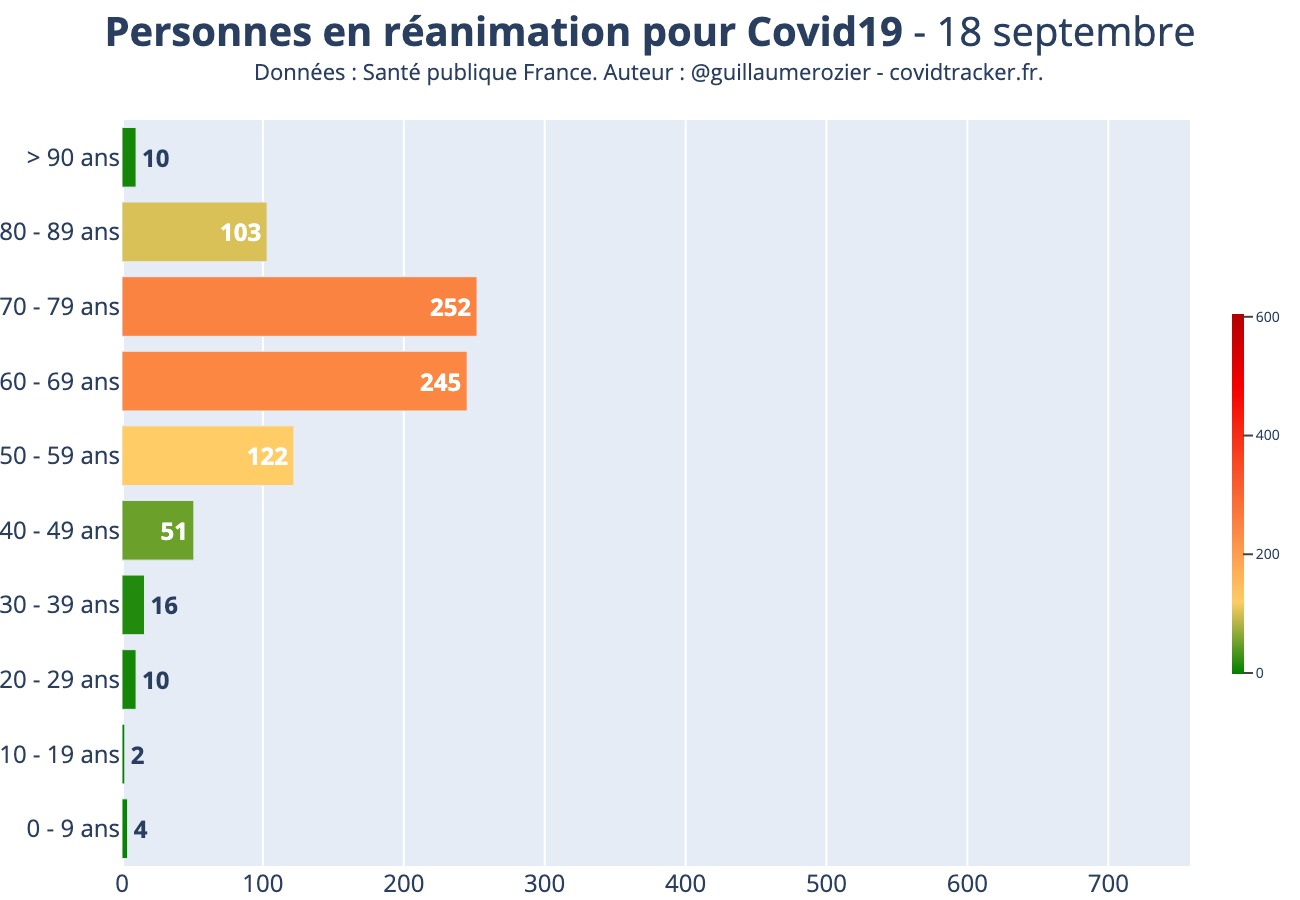 Personnes en réanimation pour Covid19 - 18 septembre
Données : Santé publique France. Auteur : @guillaumerozier - covidtracker.fr.
> 90 ans 10
80 - 89 ans 103
70 - 79 ans 252
60 - 69 ans 245
50 - 59 ans 122
40 - 49 ans 51
30 - 39 ans 16
20 - 29 ans 10
10 - 19 ans 2
0 - 9 ans 4
0 100 200 300 400 500 600 700
600
400
200
0